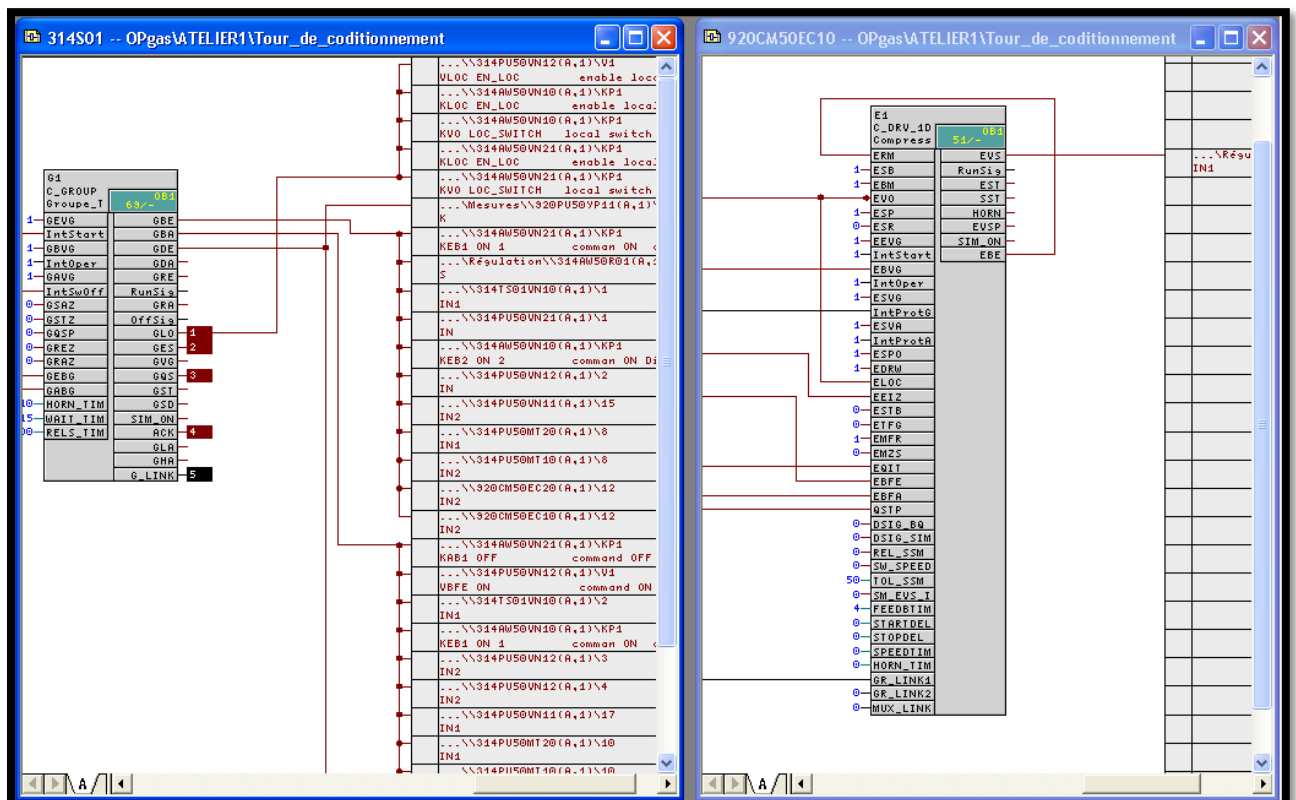 314S01 -- OPgas\ATELIER1\Tour_de_coditionnement
G1
C_GROUP
Groupe_T
OB1
69/-
1 GEVG GBE
IntStart GBA
1 GBVG GDE
1 IntOper GDA
1 GAVG GRE
IntSwOff RunSig
0 GSAZ GRA
0 GSTZ OffSig
0 GQSP GLO 1
0 GREZ GES 2
0 GRAZ GVG
GEBG GQS 3
GABG GST
HORN_TIM GSD
WAIT_TIM SIM_ON
RELS_TIM ACK 4
GLA
GHA
G_LINK 5
...\\314PU50VN12(A,1)\V1
VLOC EN_LOC enable loc
...\\314AW50VN10(A,1)\KP1
KLOC EN_LOC enable local
...\\314AW50VN10(A,1)\KP1
KVO LOC_SWITCH local switch
...\\314AW50VN21(A,1)\KP1
KLOC EN_LOC enable local
...\\314AW50VN21(A,1)\KP1
KVO LOC_SWITCH local switch
...\Mesures\\920PU50YP11(A,1)\
K
...\\314AW50VN21(A,1)\KP1
KEB1 ON 1 comman ON
...\Régulation\\314AW50R01(A,
S
...\\314TS01VN10(A,1)\1
IN1
...\\314PU50VN21(A,1)\1
IN
...\\314AW50VN10(A,1)\KP1
KEB2 ON 2 comman ON Di
...\\314PU50VN12(A,1)\2
IN
...\\314PU50VN11(A,1)\15
IN2
...\\314PU50MT20(A,1)\8
IN1
...\\314PU50MT10(A,1)\8
IN2
...\\920CM50EC20(A,1)\12
IN2
...\\920CM50EC10(A,1)\12
IN2
...\\314AW50VN21(A,1)\KP1
KAB1 OFF command OFF
...\\314PU50VN12(A,1)\V1
VBFE ON command ON
...\\314TS01VN10(A,1)\2
IN1
...\\314AW50VN10(A,1)\KP1
KEB1 ON 1 comman ON
...\\314PU50VN12(A,1)\3
IN2
...\\314PU50VN12(A,1)\4
IN2
...\\314PU50VN11(A,1)\17
IN1
...\\314PU50MT20(A,1)\10
IN1
\\314PU50MT10(A,1)\10
A
920CM50EC10 -- OPgas\ATELIER1\Tour_de_coditionnement
E1
C_DRV_1D
Compress
OB1
51/-
ERM EVS
1 ESB RunSig
1 EBM EST
EVO SST
1 ESP HORN
0 ESR EVSP
1 EEVG SIM_ON
1 IntStart EBE
EBVG
1 IntOper
1 ESVG
IntProtG
1 ESVA
1 IntProtA
1 ESPO
1 EDRW
ELOC
EEIZ
0 ESTB
0 ETFG
1 EMFR
0 EMZS
EQIT
EBFE
EBFA
QSTP
0 DSIG_BQ
0 DSIG_SIM
0 REL_SSM
0 SW_SPEED
50 TOL_SSM
0 SM_EVS_I
4 FEEDBTIM
0 STARTDEL
0 STOPDEL
0 SPEEDTIM
0 HORN_TIM
GR_LINK1
0 GR_LINK2
0 MUX_LINK
...\Régu
IN1
A